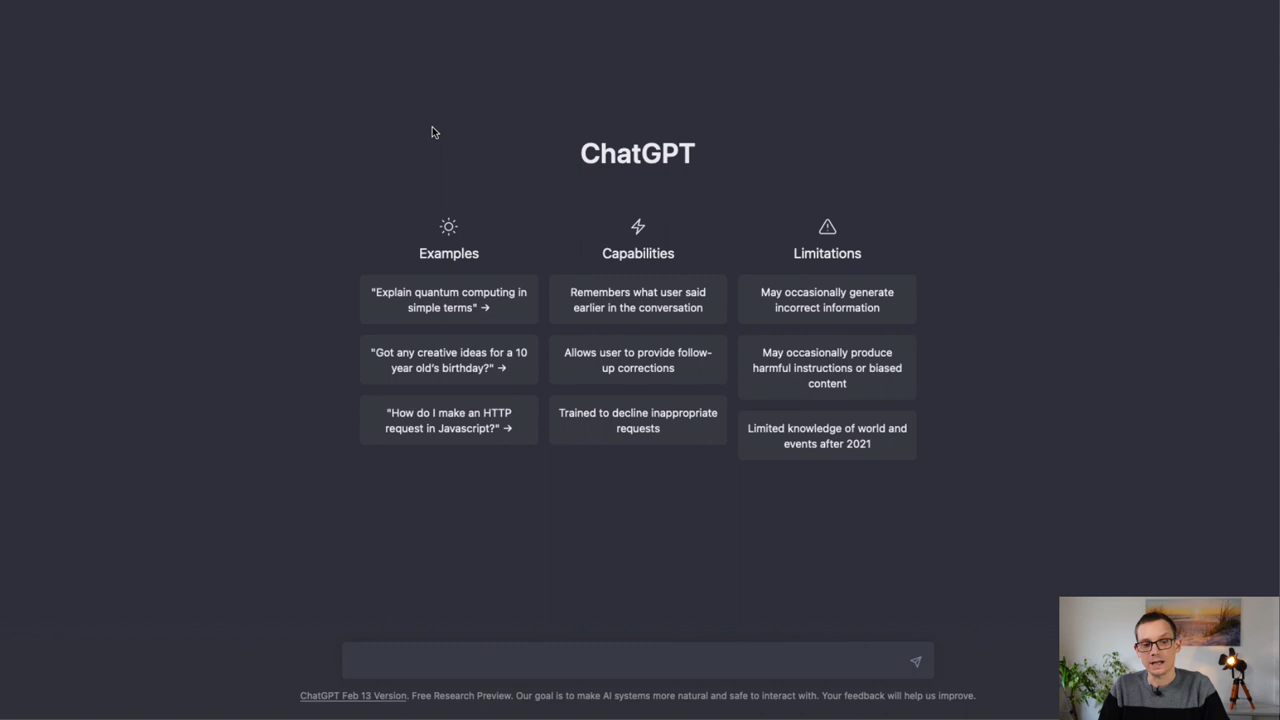 ChatGPT
Examples
"Explain quantum computing in
simple terms" →
"Got any creative ideas for a 10
year old's birthday?" →
"How do I make an HTTP
request in Javascript?" →
Capabilities
Remembers what user said
earlier in the conversation
Allows user to provide follow-
up corrections
Trained to decline inappropriate
requests
Limitations
May occasionally generate
incorrect information
May occasionally produce
harmful instructions or biased
content
Limited knowledge of world and
events after 2021
ChatGPT Feb 13 Version. Free Research Preview. Our goal is to make AI systems more natural and safe to interact with. Your feedback will help us improve.